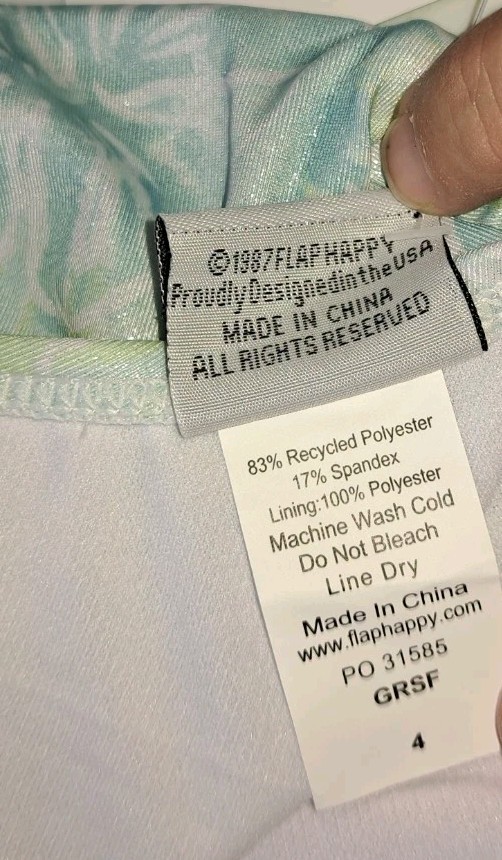 ©1987FLAPHAPPY
ProudlyDesignedintheUSA
MADE IN CHINA
ALL RIGHTS RESERVED
83% Recycled Polyester
17% Spandex
Lining:100% Polyester
Machine Wash Cold
Do Not Bleach
Line Dry
Made In China
www.flaphappy.com
PO 31585
GRSF
4